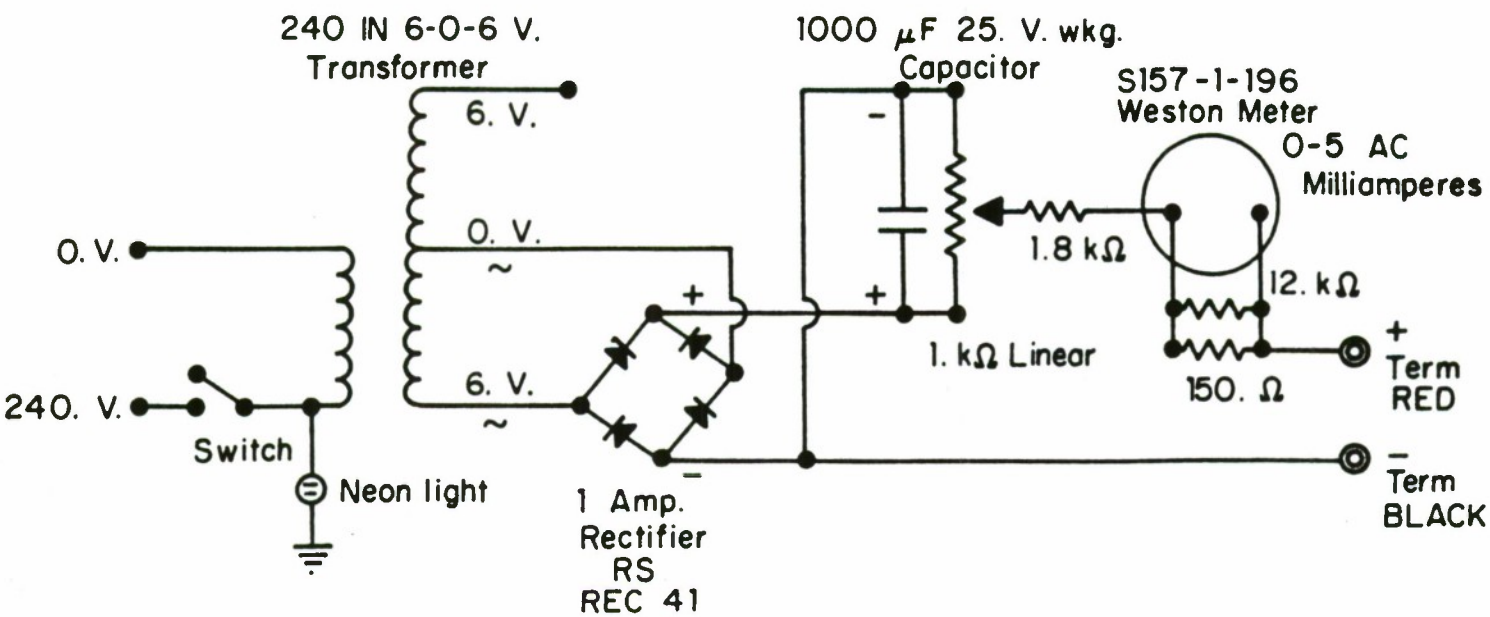 240 IN 6-0-6 V.
Transformer
1000 µF 25. V. wkg.
Capacitor
S157-1-196
Weston Meter
0-5 AC
Milliamperes
6. V.
-
0. V.
0. V.
~
1.8 kΩ
12. kΩ
+
+
1. kΩ Linear
150. Ω
+
Term
RED
6. V.
~
240. V.
Switch
Neon light
-
-
Term
BLACK
1 Amp.
Rectifier
RS
REC 41